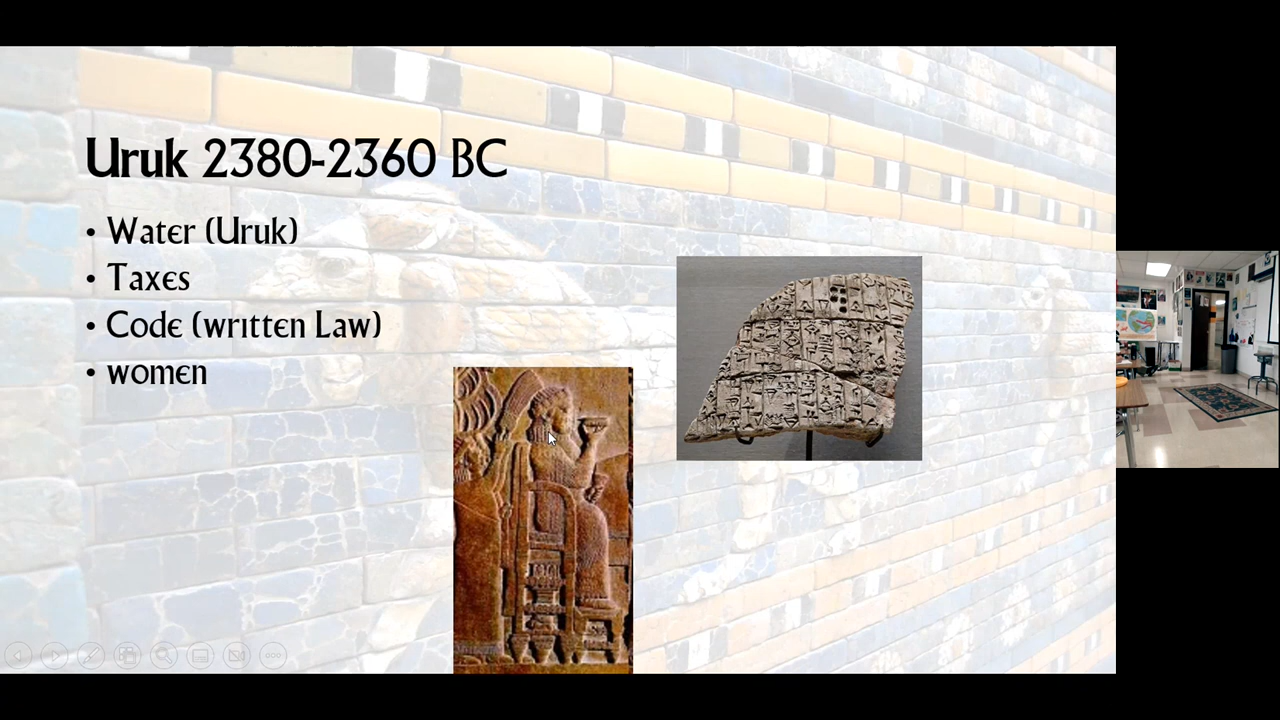 Uruk 2380-2360 BC
• Water (Uruk)
• Taxes
• Code (written Law)
• women